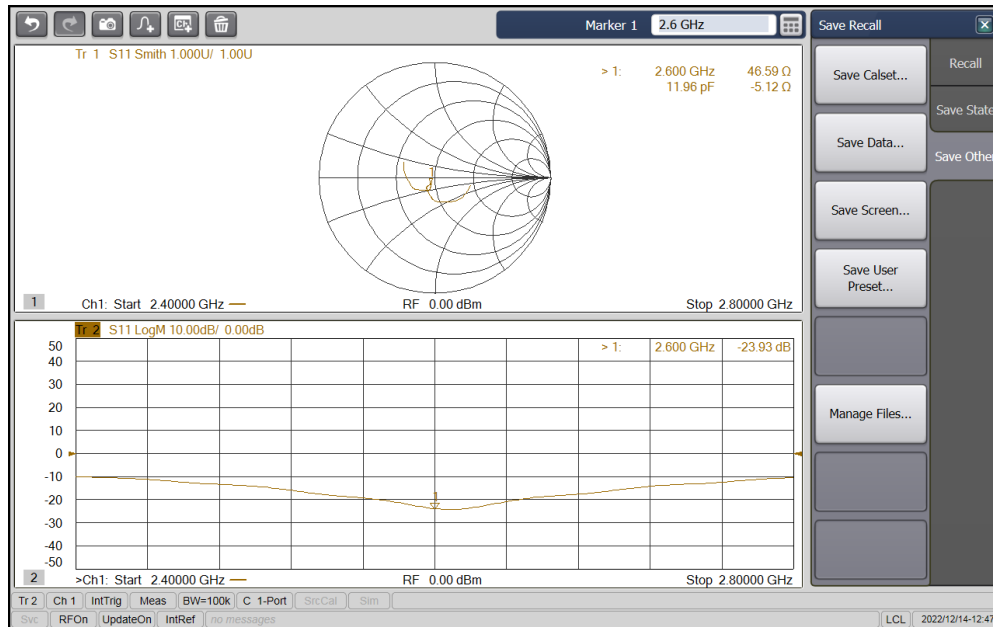 Marker 1 2.6 GHz
Save Recall
X
CF
Tr 1 S11 Smith 1.000U/ 1.00U
> 1: 2.600 GHz 46.59 Ω
11.96 pF -5.12 Ω
1
1
Ch1: Start 2.40000 GHz
RF 0.00 dBm
Stop 2.80000 GHz
Tr 2 S11 LogM 10.00dB/ 0.00dB
> 1: 2.600 GHz -23.93 dB
50
40
30
20
10
0
-10
-20
-30
-40
-50
1
2
>Ch1: Start 2.40000 GHz
RF 0.00 dBm
Stop 2.80000 GHz
Save Calset...
Save Data...
Save Screen...
Save User
Preset...
Manage Files...
Recall
Save State
Save Other
Tr 2 Ch 1 IntTrig Meas BW=100k C 1-Port SrcCal Sim
Svc RFOn UpdateOn IntRef no messages LCL 2022/12/14-12:47